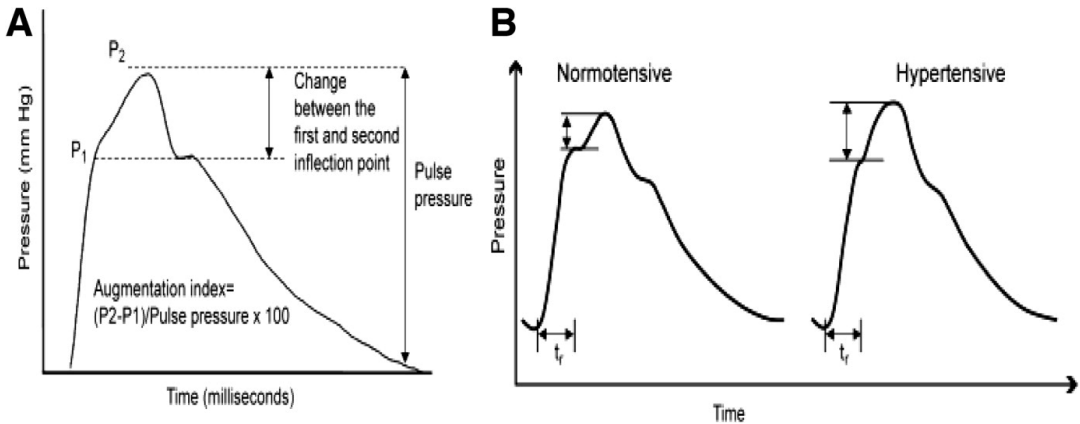 A
P2
P1
Change
between the
first and second
inflection point
Pulse
pressure
Pressure (mm Hg)
Augmentation index=
(P2-P1)/Pulse pressure x 100
Time (milliseconds)
B
Normotensive
Hypertensive
Pressure
tr
tr
Time